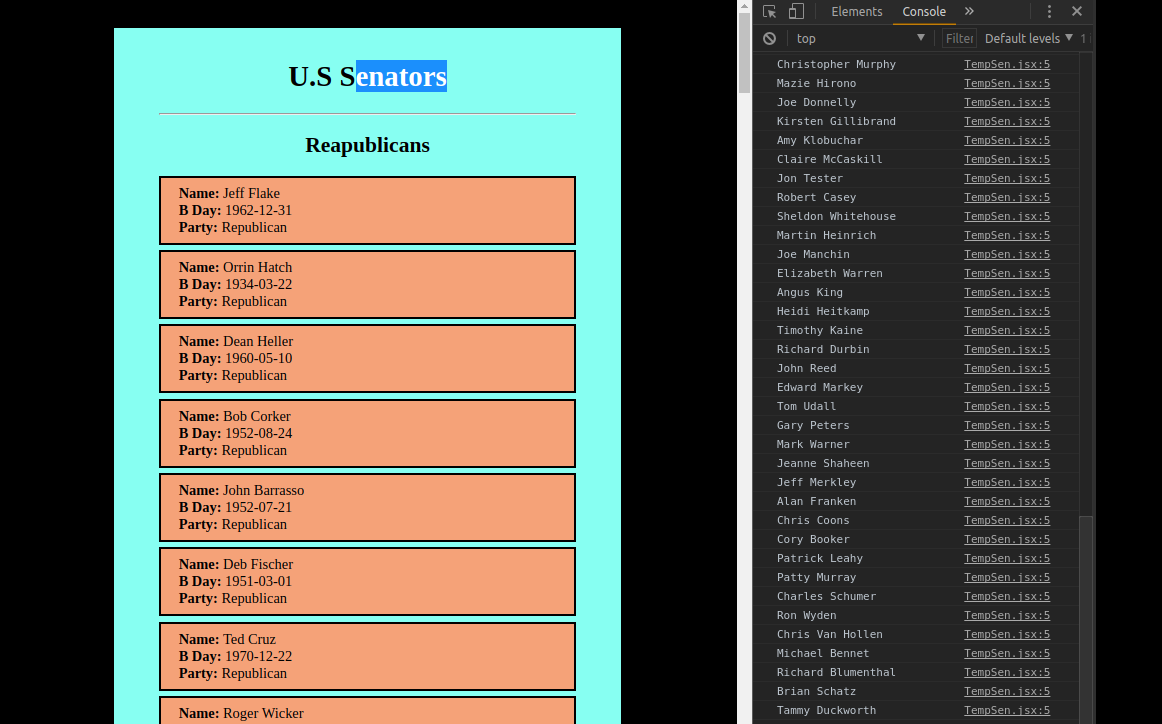 U.S Senators
Reapublicans
Name: Jeff Flake
B Day: 1962-12-31
Party: Republican
Name: Orrin Hatch
B Day: 1934-03-22
Party: Republican
Name: Dean Heller
B Day: 1960-05-10
Party: Republican
Name: Bob Corker
B Day: 1952-08-24
Party: Republican
Name: John Barrasso
B Day: 1952-07-21
Party: Republican
Name: Deb Fischer
B Day: 1951-03-01
Party: Republican
Name: Ted Cruz
B Day: 1970-12-22
Party: Republican
Name: Roger Wicker
Elements Console »
top Filter Default levels 1
Christopher Murphy TempSen.jsx:5
Mazie Hirono TempSen.jsx:5
Joe Donnelly TempSen.jsx:5
Kirsten Gillibrand TempSen.jsx:5
Amy Klobuchar TempSen.jsx:5
Claire McCaskill TempSen.jsx:5
Jon Tester TempSen.jsx:5
Robert Casey TempSen.jsx:5
Sheldon Whitehouse TempSen.jsx:5
Martin Heinrich TempSen.jsx:5
Joe Manchin TempSen.jsx:5
Elizabeth Warren TempSen.jsx:5
Angus King TempSen.jsx:5
Heidi Heitkamp TempSen.jsx:5
Timothy Kaine TempSen.jsx:5
Richard Durbin TempSen.jsx:5
John Reed TempSen.jsx:5
Edward Markey TempSen.jsx:5
Tom Udall TempSen.jsx:5
Gary Peters TempSen.jsx:5
Mark Warner TempSen.jsx:5
Jeanne Shaheen TempSen.jsx:5
Jeff Merkley TempSen.jsx:5
Alan Franken TempSen.jsx:5
Chris Coons TempSen.jsx:5
Cory Booker TempSen.jsx:5
Patrick Leahy TempSen.jsx:5
Patty Murray TempSen.jsx:5
Charles Schumer TempSen.jsx:5
Ron Wyden TempSen.jsx:5
Chris Van Hollen TempSen.jsx:5
Michael Bennet TempSen.jsx:5
Richard Blumenthal TempSen.jsx:5
Brian Schatz TempSen.jsx:5
Tammy Duckworth TempSen.jsx:5